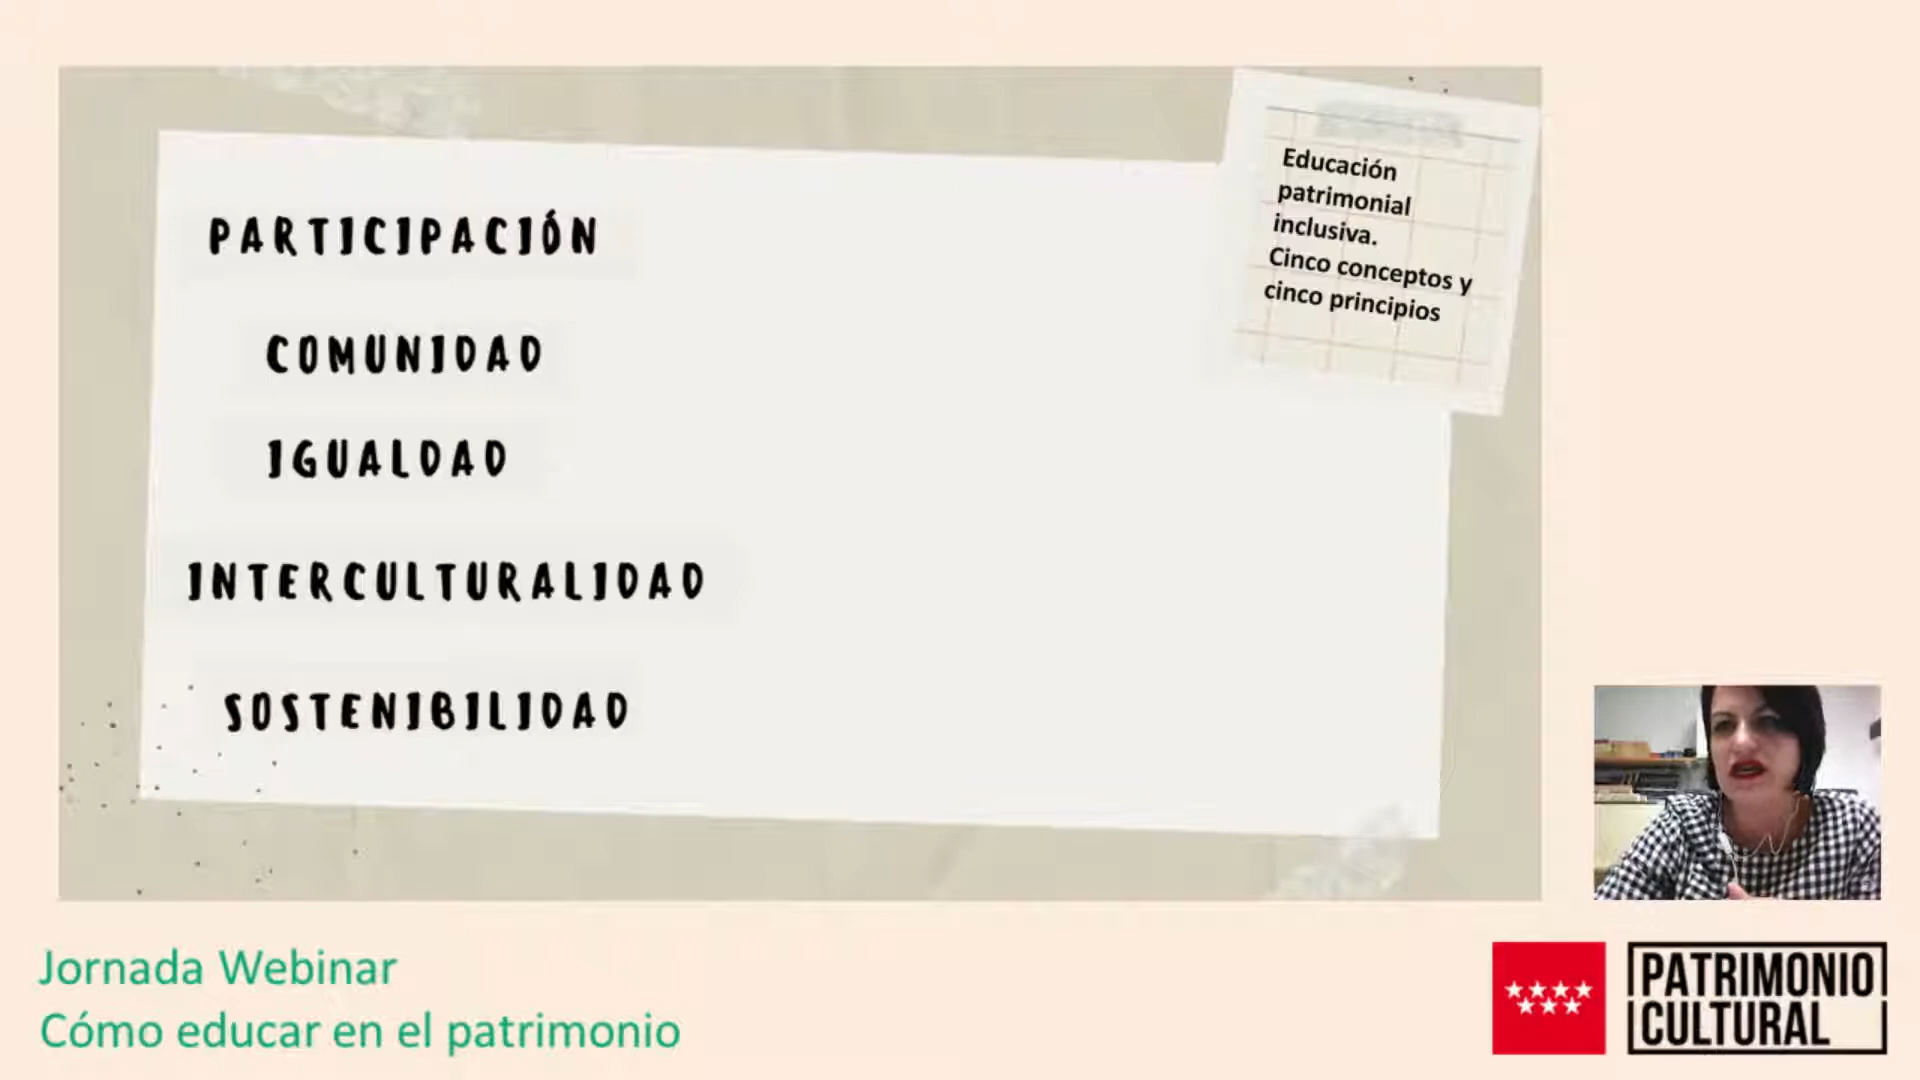 Educación
patrimonial
inclusiva.
Cinco conceptos y
cinco principios
PARTICIPACIÓN
COMUNIDAD
IGUALDAD
INTERCULTURALIDAD
SOSTENIBILIDAD
Jornada Webinar
Cómo educar en el patrimonio
PATRIMONIO
CULTURAL